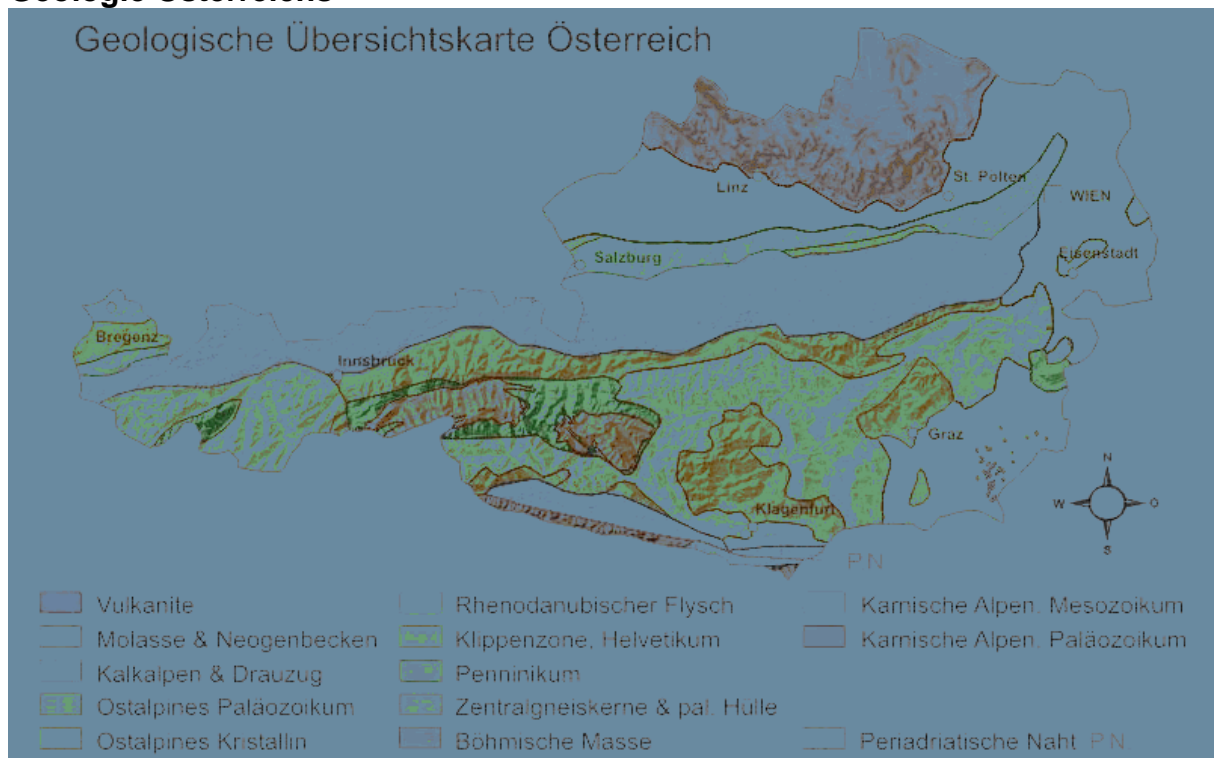 Geologische Übersichtskarte Österreich
Linz
St. Pölten
WIEN
Salzburg
Eisenstadt
Bregenz
Innsbruck
Graz
Klagenfurt
N
W
O
S
P.N.
Vulkanite
Molasse & Neogenbecken
Kalkalpen & Drauzug
Ostalpines Paläozoikum
Ostalpines Kristallin
Rhenodanubischer Flysch
Klippenzone, Helvetikum
Penninikum
Zentralgneiskerne & pal. Hülle
Böhmische Masse
Karnische Alpen. Mesozoikum
Karnische Alpen. Paläozoikum
Periadriatische Naht P.N.